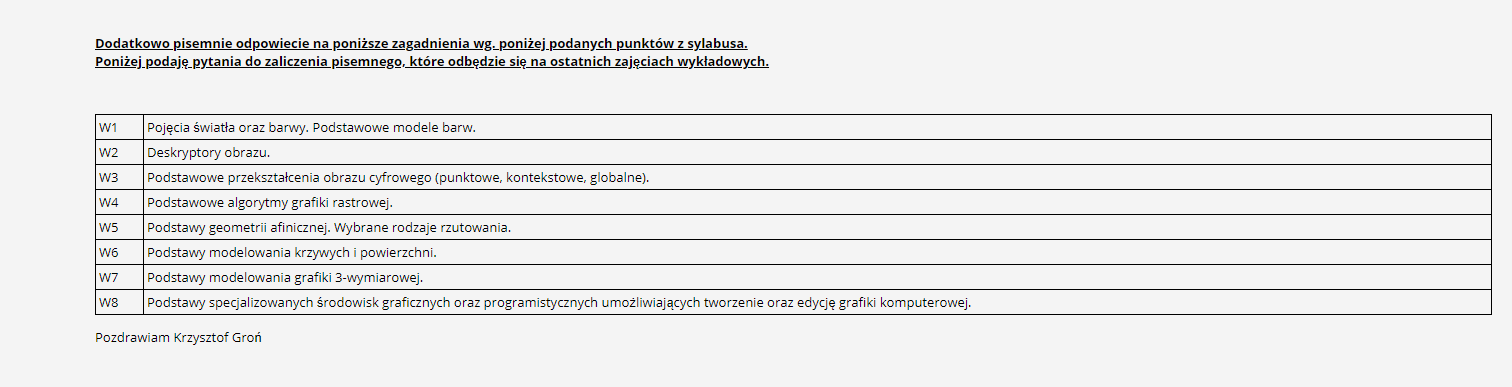 Dodatkowo pisemnie odpowiecie na poniższe zagadnienia wg. poniżej podanych punktów z sylabusa.
Poniżej podaję pytania do zaliczenia pisemnego, które odbędzie się na ostatnich zajęciach wykładowych.
W1 Pojęcia światła oraz barwy. Podstawowe modele barw.
W2 Deskryptory obrazu.
W3 Podstawowe przekształcenia obrazu cyfrowego (punktowe, kontekstowe, globalne).
W4 Podstawowe algorytmy grafiki rastrowej.
W5 Podstawy geometrii afinicznej. Wybrane rodzaje rzutowania.
W6 Podstawy modelowania krzywych i powierzchni.
W7 Podstawy modelowania grafiki 3-wymiarowej.
W8 Podstawy specjalizowanych środowisk graficznych oraz programistycznych umożliwiających tworzenie oraz edycję grafiki komputerowej.
Pozdrawiam Krzysztof Groń